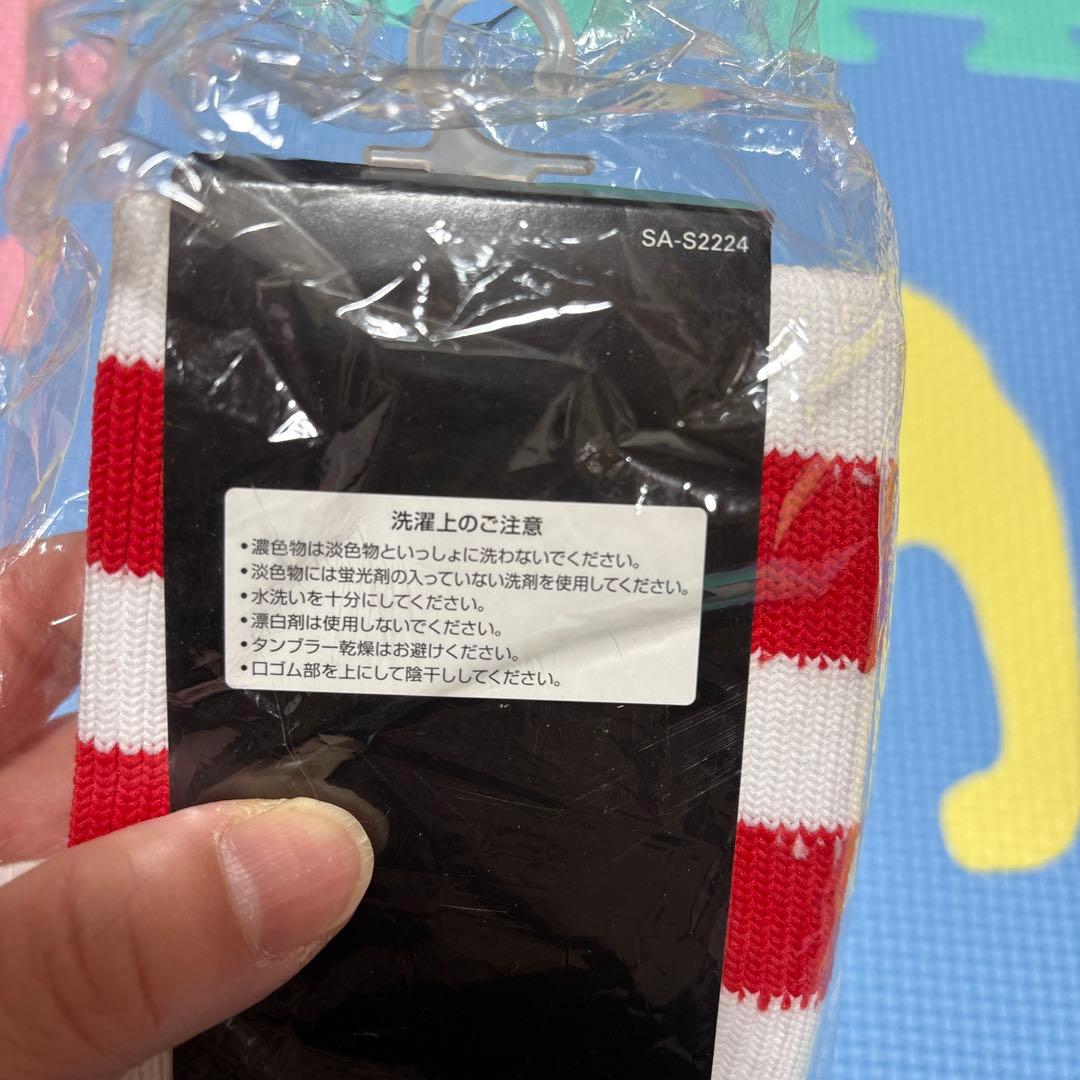 SA-S2224
洗濯上のご注意
•濃色物は淡色物といっしょに洗わないでください。
•淡色物には蛍光剤の入っていない洗剤を使用してください。
•水洗いを十分にしてください。
•漂白剤は使用しないでください。
•タンブラー乾燥はお避けください。
•口ゴム部を上にして陰干ししてください。